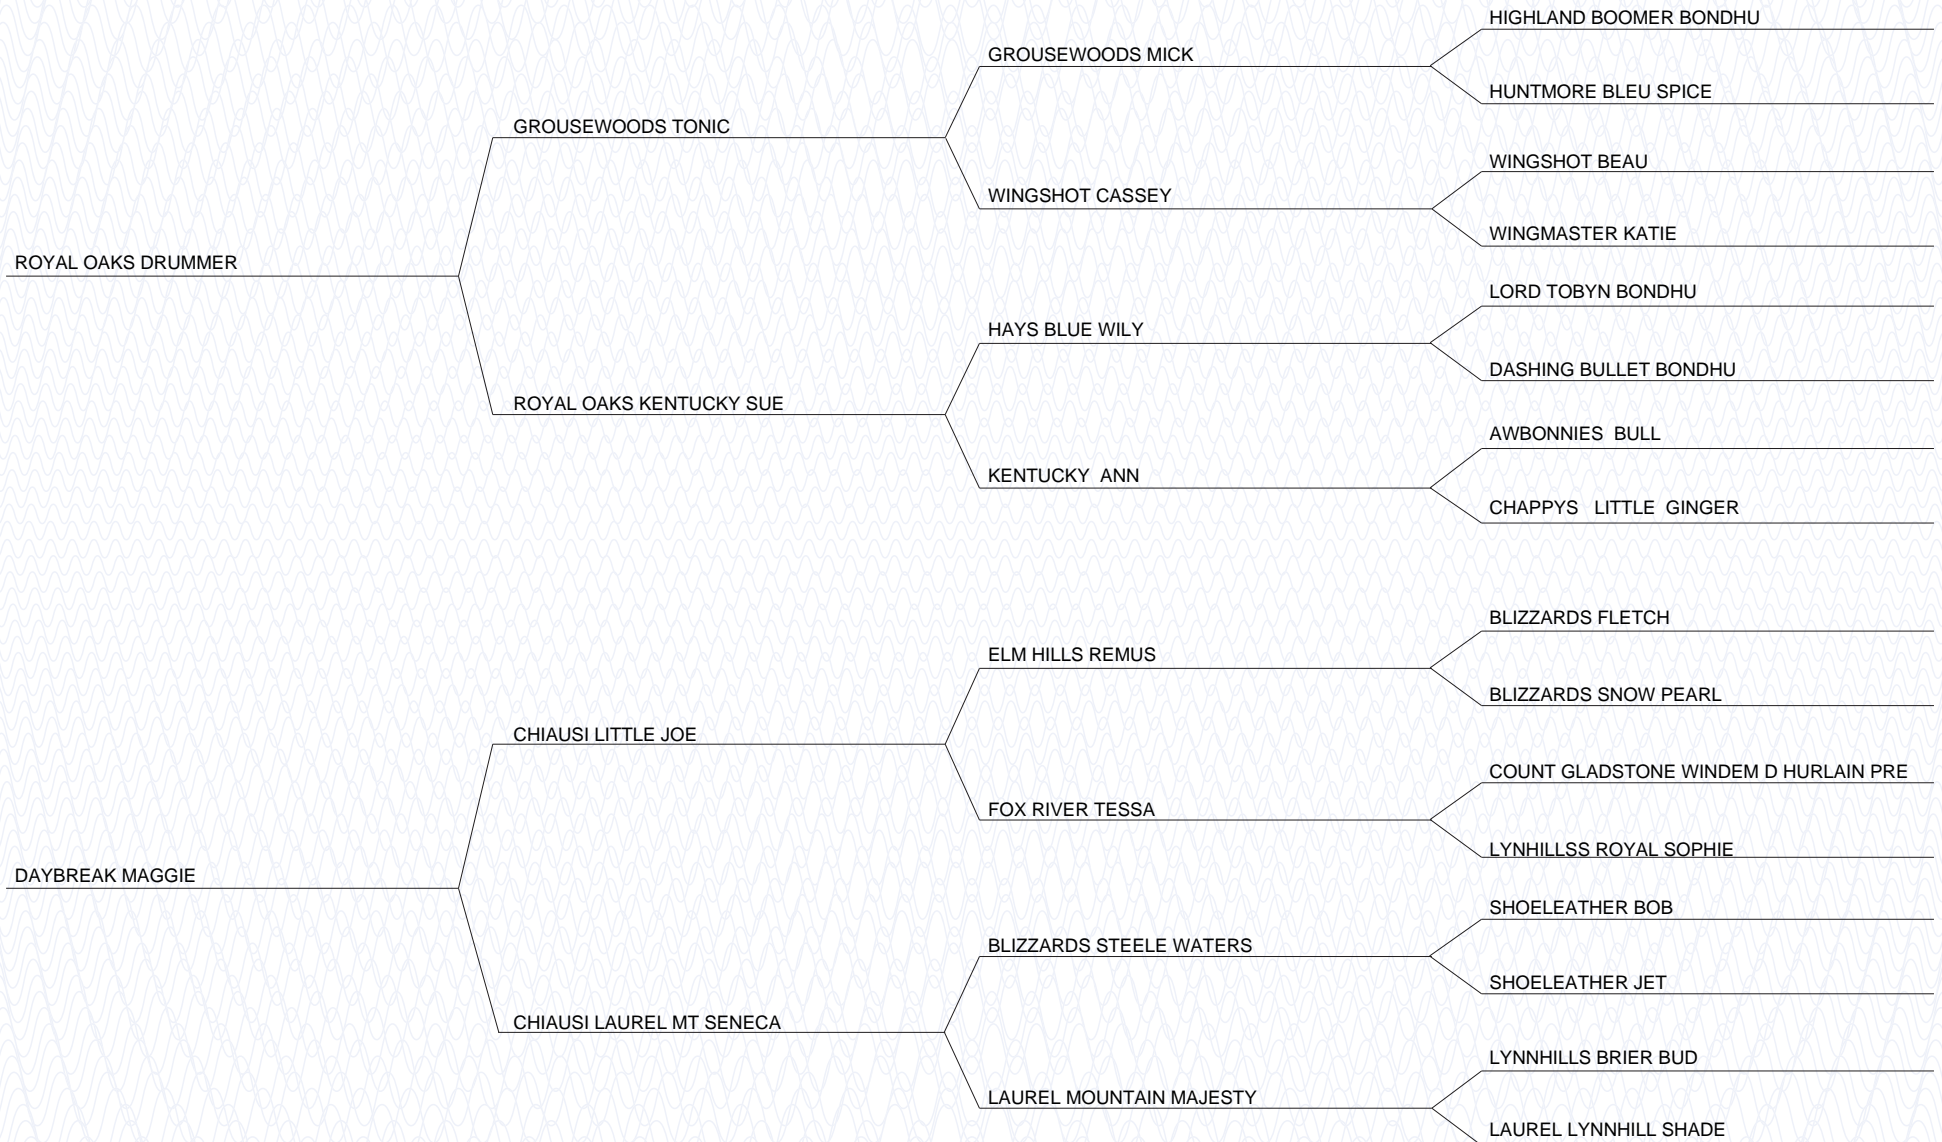 HIGHLAND BOOMER BONDHU
GROUSEWOODS MICK
HUNTMORE BLEU SPICE
GROUSEWOODS TONIC
WINGSHOT BEAU
WINGSHOT CASSEY
WINGMASTER KATIE
ROYAL OAKS DRUMMER
LORD TOBYN BONDHU
HAYS BLUE WILY
DASHING BULLET BONDHU
ROYAL OAKS KENTUCKY SUE
AWBONNIES  BULL
KENTUCKY  ANN
CHAPPYS   LITTLE  GINGER
BLIZZARDS FLETCH
ELM HILLS REMUS
BLIZZARDS SNOW PEARL
CHIAUSI LITTLE JOE
COUNT GLADSTONE WINDEM D HURLAIN PRE
FOX RIVER TESSA
LYNHILLSS ROYAL SOPHIE
DAYBREAK MAGGIE
SHOELEATHER BOB
BLIZZARDS STEELE WATERS
SHOELEATHER JET
CHIAUSI LAUREL MT SENECA
LYNNHILLS BRIER BUD
LAUREL MOUNTAIN MAJESTY
LAUREL LYNNHILL SHADE